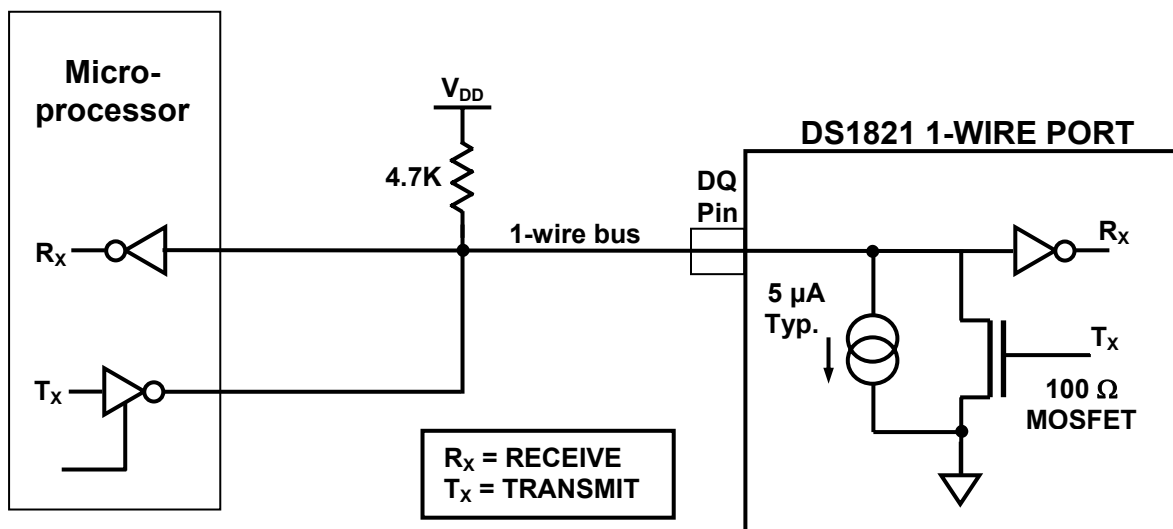 Micro-
processor
V_DD
4.7K
R_X
T_X
1-wire bus
DQ
Pin
DS1821 1-WIRE PORT
5 µA
Typ.
R_X
T_X
100 Ω
MOSFET
R_X = RECEIVE
T_X = TRANSMIT